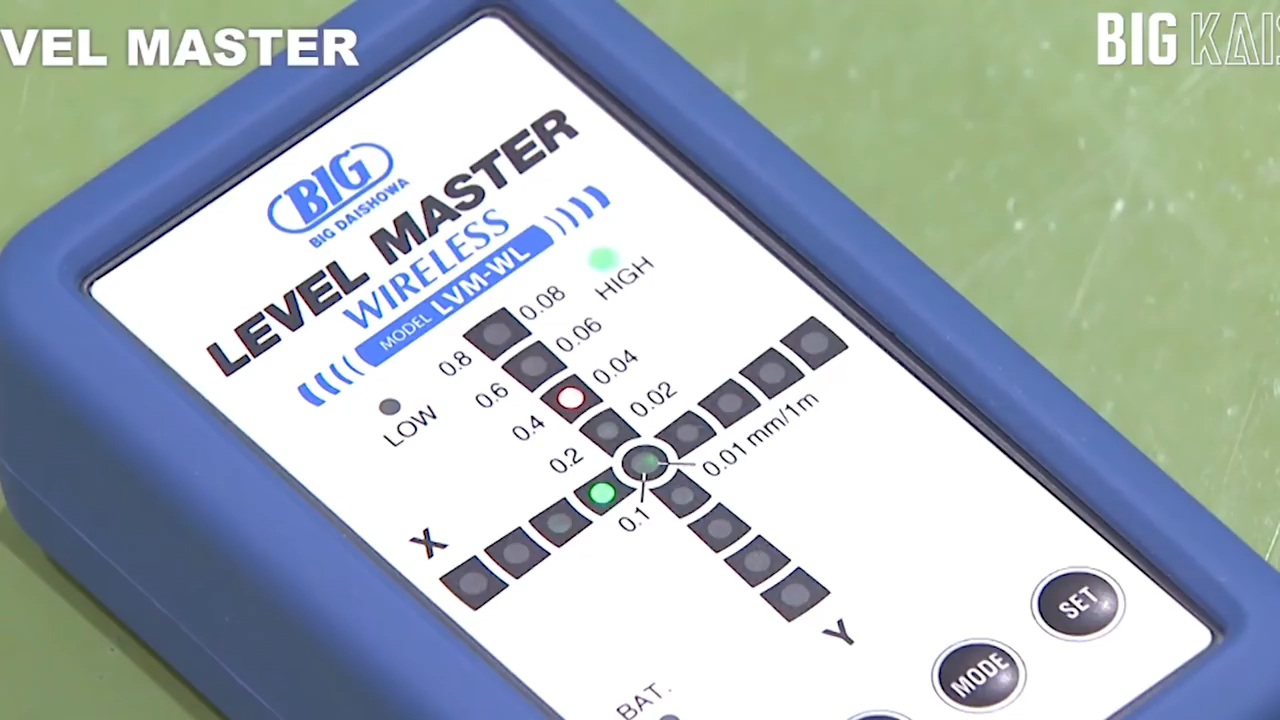 VEL MASTER
BIG KAI
BIG
BIG DAISHOWA
LEVEL MASTER
WIRELESS
MODEL LVM-WL
HIGH
LOW
0.8 0.08
0.6 0.06
0.4 0.04
0.2 0.02
0.01 mm/1m
0.1
X
Y
SET
MODE
BAT.